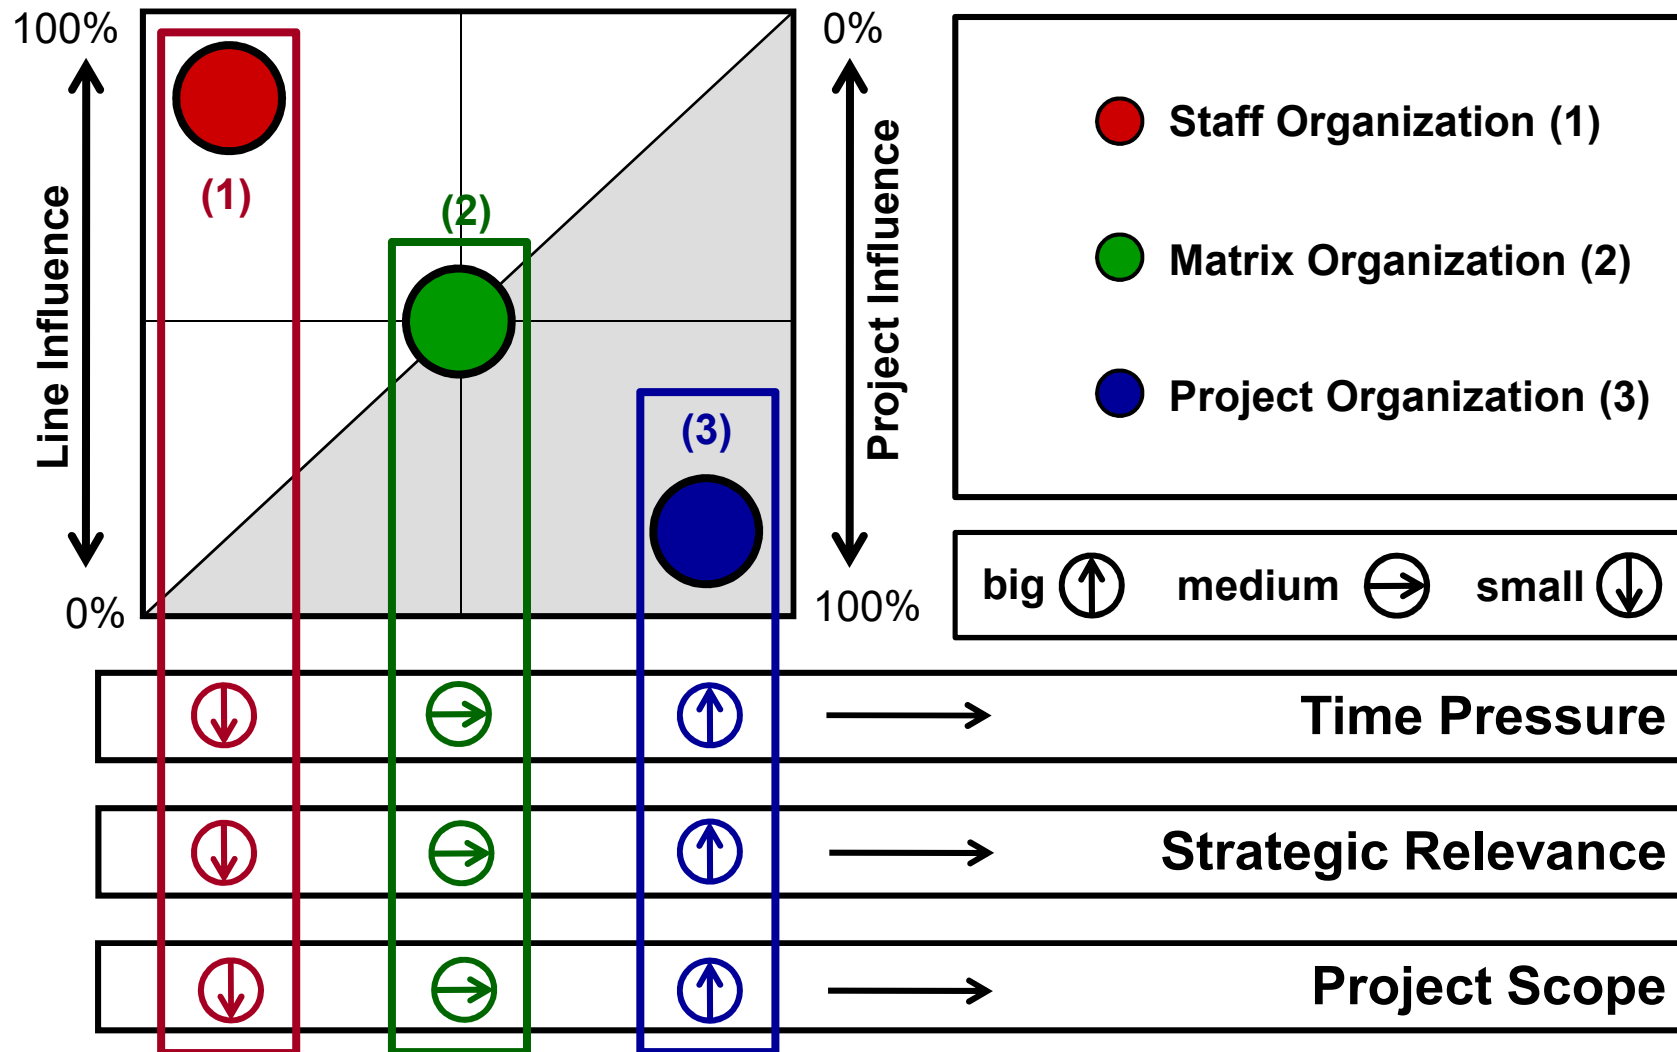 100%
0%
Line Influence
(1)
(2)
(3)
0%
100%
Project Influence
Staff Organization (1)
Matrix Organization (2)
Project Organization (3)
big medium small
Time Pressure
Strategic Relevance
Project Scope